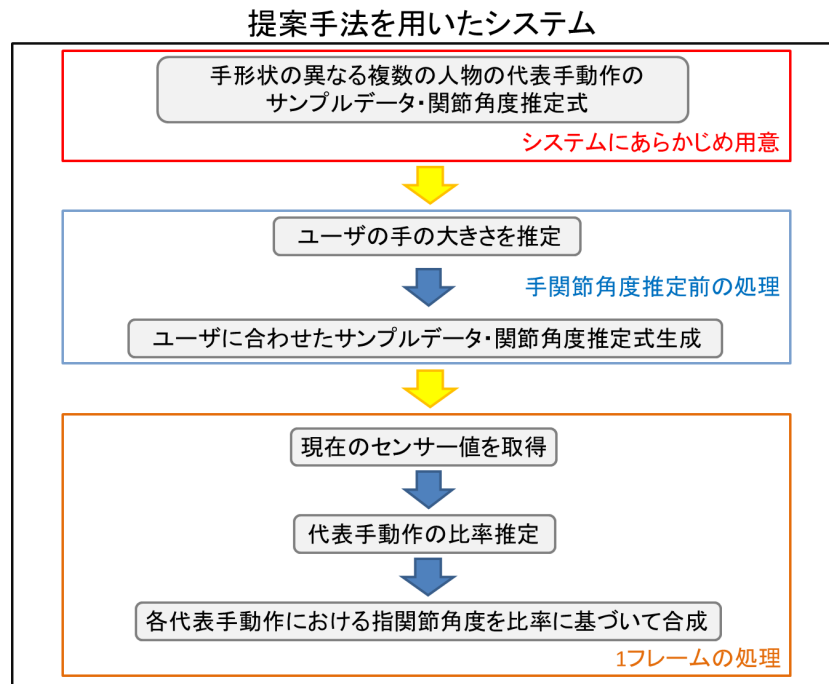 提案手法を用いたシステム
手形状の異なる複数の人物の代表手動作の
サンプルデータ・関節角度推定式
システムにあらかじめ用意
ユーザの手の大きさを推定
手関節角度推定前の処理
ユーザに合わせたサンプルデータ・関節角度推定式生成
現在のセンサー値を取得
代表手動作の比率推定
各代表手動作における指関節角度を比率に基づいて合成
1フレームの処理